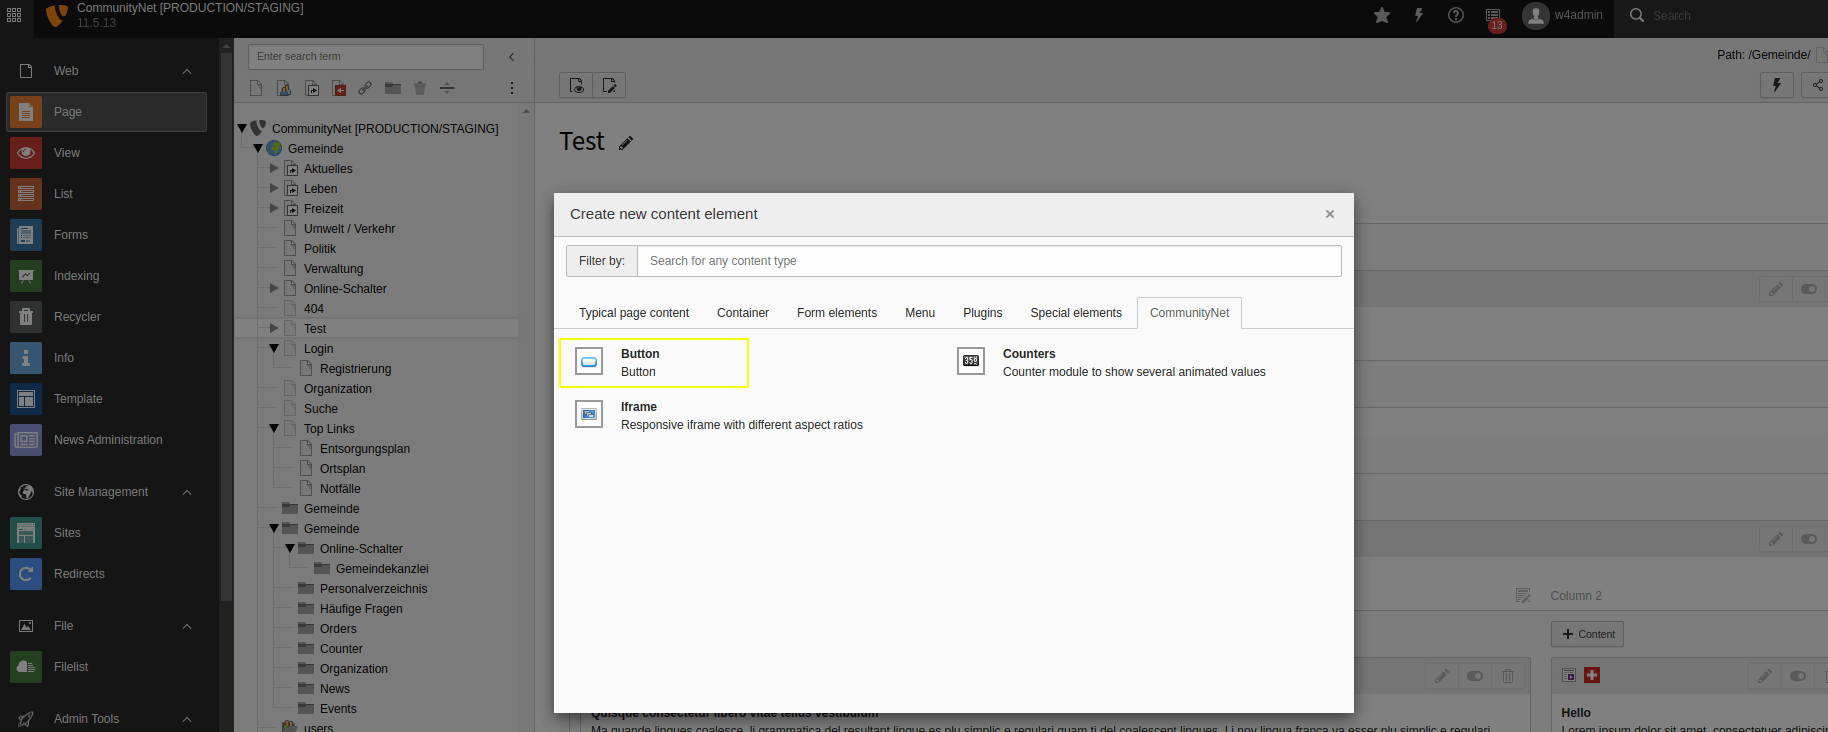 CommunityNet [PRODUCTION/STAGING]
11.5.13
13
w4admin
Search
Web
Page
View
List
Forms
Indexing
Recycler
Info
Template
News Administration
Site Management
Sites
Redirects
File
Filelist
Admin Tools
Enter search term
CommunityNet [PRODUCTION/STAGING]
Gemeinde
Aktuelles
Leben
Freizeit
Umwelt / Verkehr
Politik
Verwaltung
Online-Schalter
404
Test
Login
Registrierung
Organization
Suche
Top Links
Entsorgungsplan
Ortsplan
Notfälle
Gemeinde
Gemeinde
Online-Schalter
Gemeindekanzlei
Personalverzeichnis
Häufige Fragen
Orders
Counter
Organization
News
Events
users
Path: /Gemeinde/
Test
Create new content element
×
Filter by:
Search for any content type
Typical page content
Container
Form elements
Menu
Plugins
Special elements
CommunityNet
Button
Button
Counters
Counter module to show several animated values
Iframe
Responsive iframe with different aspect ratios
Column 2
+ Content
Quisque consectetur libero vitae tellus vestibulum
Ma quande lingues coalesce, li grammatica del resultant lingue es plu simplic e regulari quam ti del coalescent lingues. Li nov lingua franca va esser plu simplic e regulari
Hello
Lorem ipsum dolor sit amet, consectetuer adipiscin